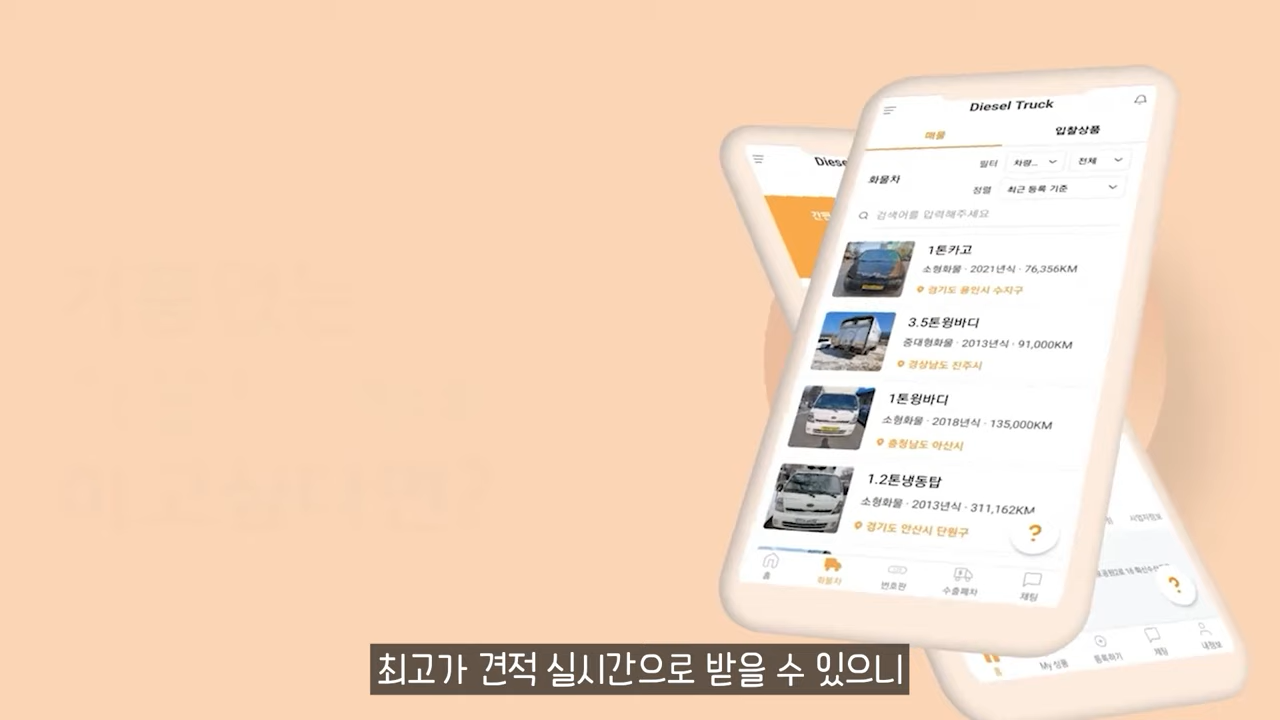 Diesel Truck
매물
입찰상품
필터
차량...
전체
화물차
정렬
최근 등록 기준
검색어를 입력해주세요
1톤카고
소형화물 · 2021년식 · 76,356KM
경기도 용인시 수지구
3.5톤윙바디
중대형화물 · 2013년식 · 91,000KM
경상남도 진주시
1톤윙바디
소형화물 · 2018년식 · 135,000KM
충청남도 아산시
1.2톤냉동탑
소형화물 · 2013년식 · 311,162KM
경기도 안산시 단원구
?
홈
화물차
번호판
수출폐차
채팅
Dies
간편
사업자정보
?
홈
My 상품
등록하기
채팅
내정보
최고가 견적 실시간으로 받을 수 있으니